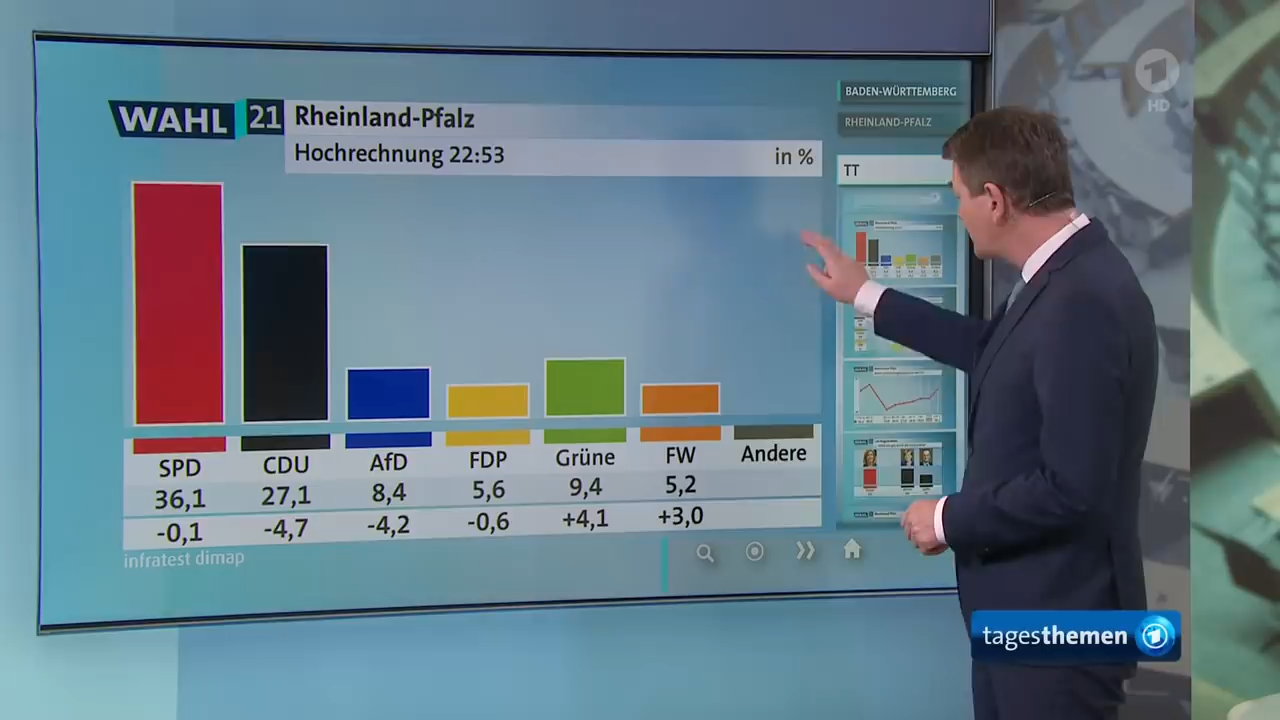 WAHL 21
Rheinland-Pfalz
Hochrechnung 22:53 in %
SPD CDU AfD FDP Grüne FW Andere
36,1 27,1 8,4 5,6 9,4 5,2
-0,1 -4,7 -4,2 -0,6 +4,1 +3,0
infratest dimap
BADEN-WÜRTTEMBERG
RHEINLAND-PFALZ
TT
1
HD
tagesthemen 1